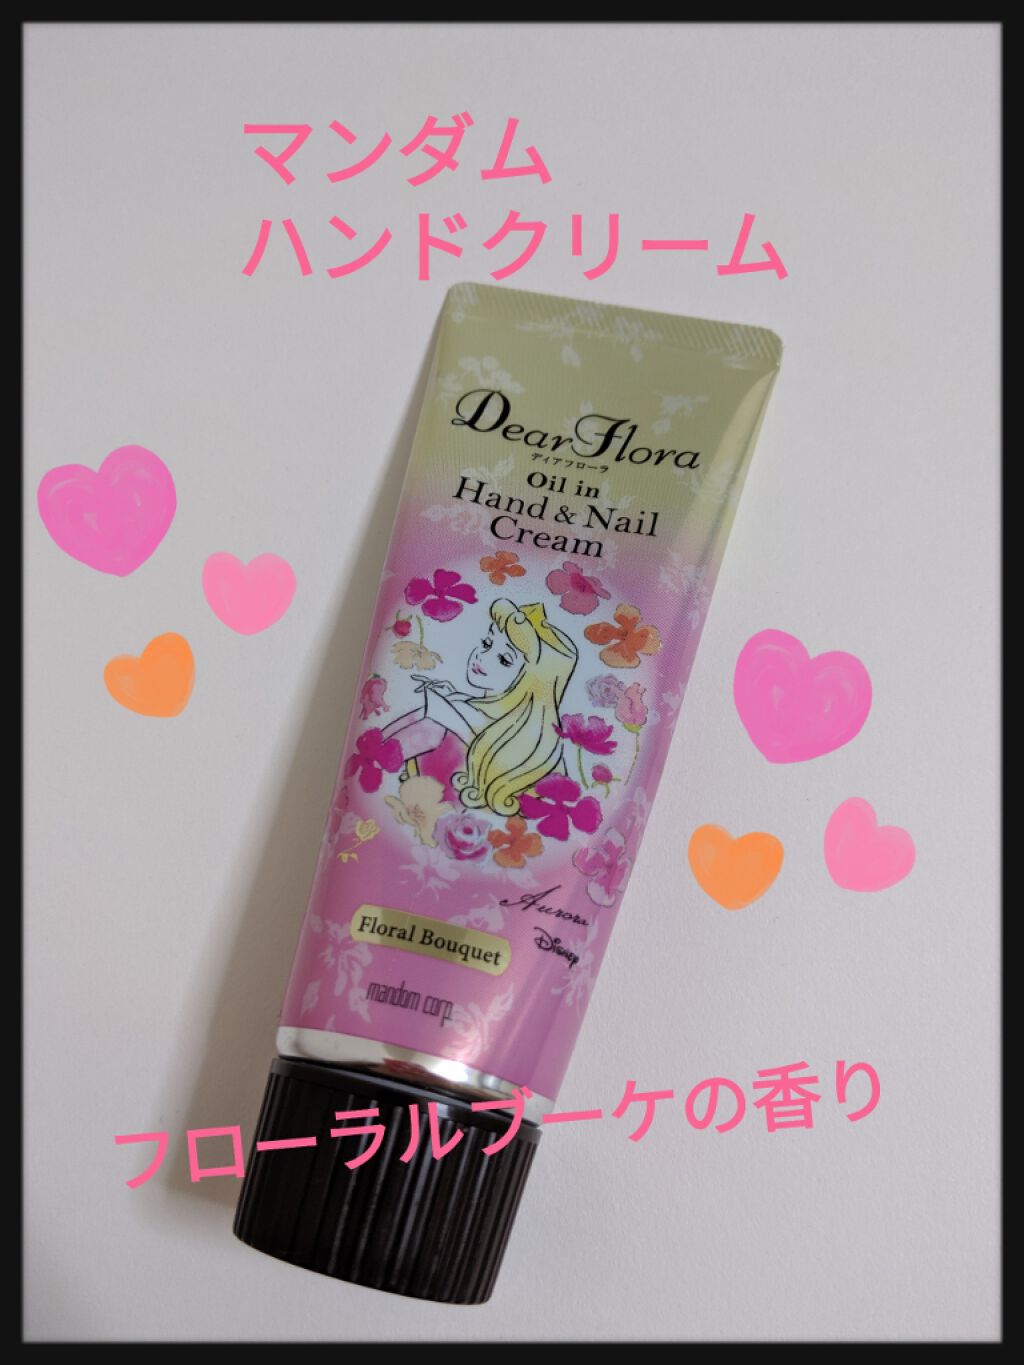 マンダム
ハンドクリーム
Dear Flora
ディアフローラ
Oil in
Hand & Nail
Cream
Aurora
Disney
Floral Bouquet
mandom corp.
フローラルブーケの香り